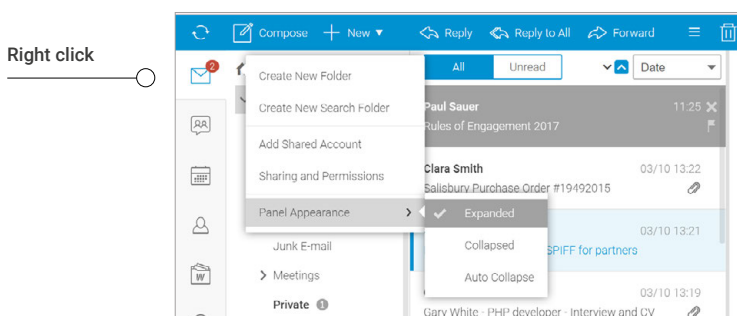 Compose New Reply Reply to All Forward
Right click
2
All Unread Date
Create New Folder
Create New Search Folder
Paul Sauer 11:25
Rules of Engagement 2017
Add Shared Account
Sharing and Permissions
Clara Smith 03/10 13:22
Salisbury Purchase Order #19492015
Panel Appearance
Expanded
03/10 13:21
Collapsed
SPIFF for partners
Junk E-mail
Auto Collapse
Meetings
W
Private 1
03/10 13:19
Gary White - PHP developer - Interview and CV